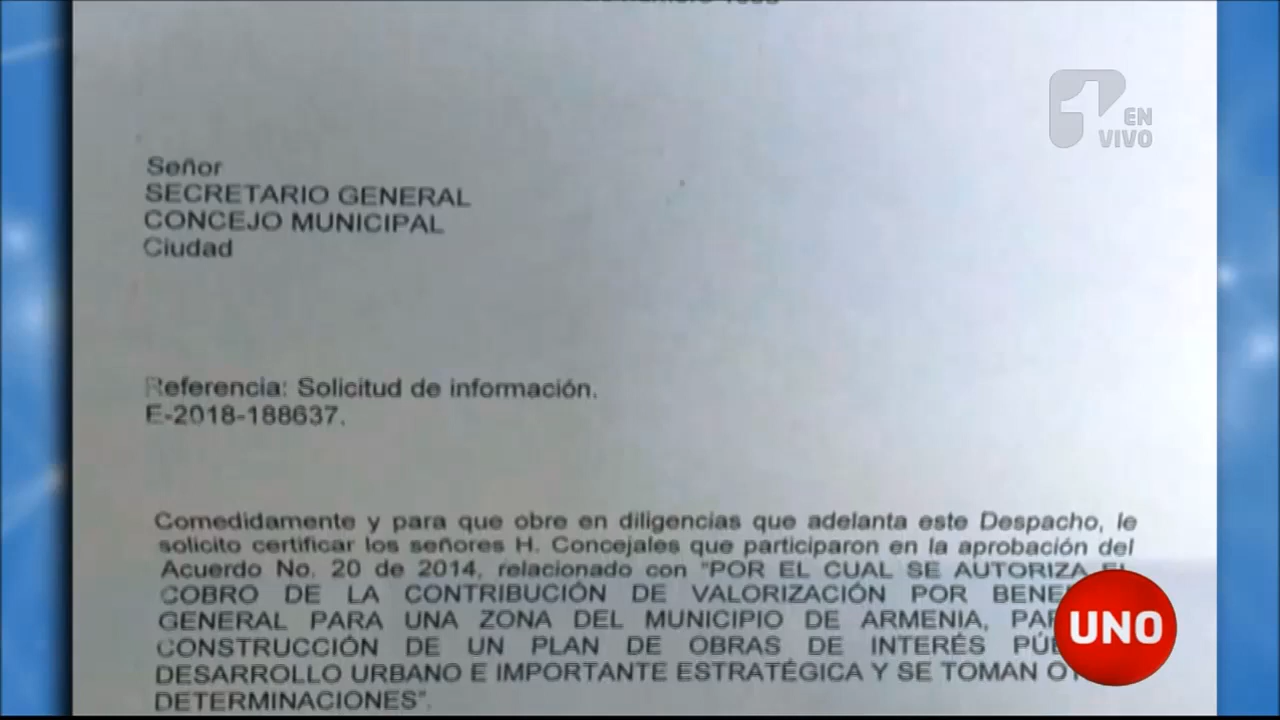 EN
VIVO
Señor
SECRETARIO GENERAL
CONCEJO MUNICIPAL
Ciudad
Referencia: Solicitud de información.
E-2018-188637.
Comedidamente y para que obre en diligencias que adelanta este Despacho, le
solicito certificar los señores H. Concejales que participaron en la aprobación del
Acuerdo No. 20 de 2014, relacionado con "POR EL CUAL SE AUTORIZA EL
COBRO DE LA CONTRIBUCIÓN DE VALORIZACIÓN POR
GENERAL PARA UNA ZONA DEL MUNICIPIO DE ARMENIA,
CONSTRUCCIÓN DE UN PLAN DE OBRAS DE INTERÉS
DESARROLLO URBANO E IMPORTANTE ESTRATÉGICA Y SE TOMAN
DETERMINACIONES".
UNO